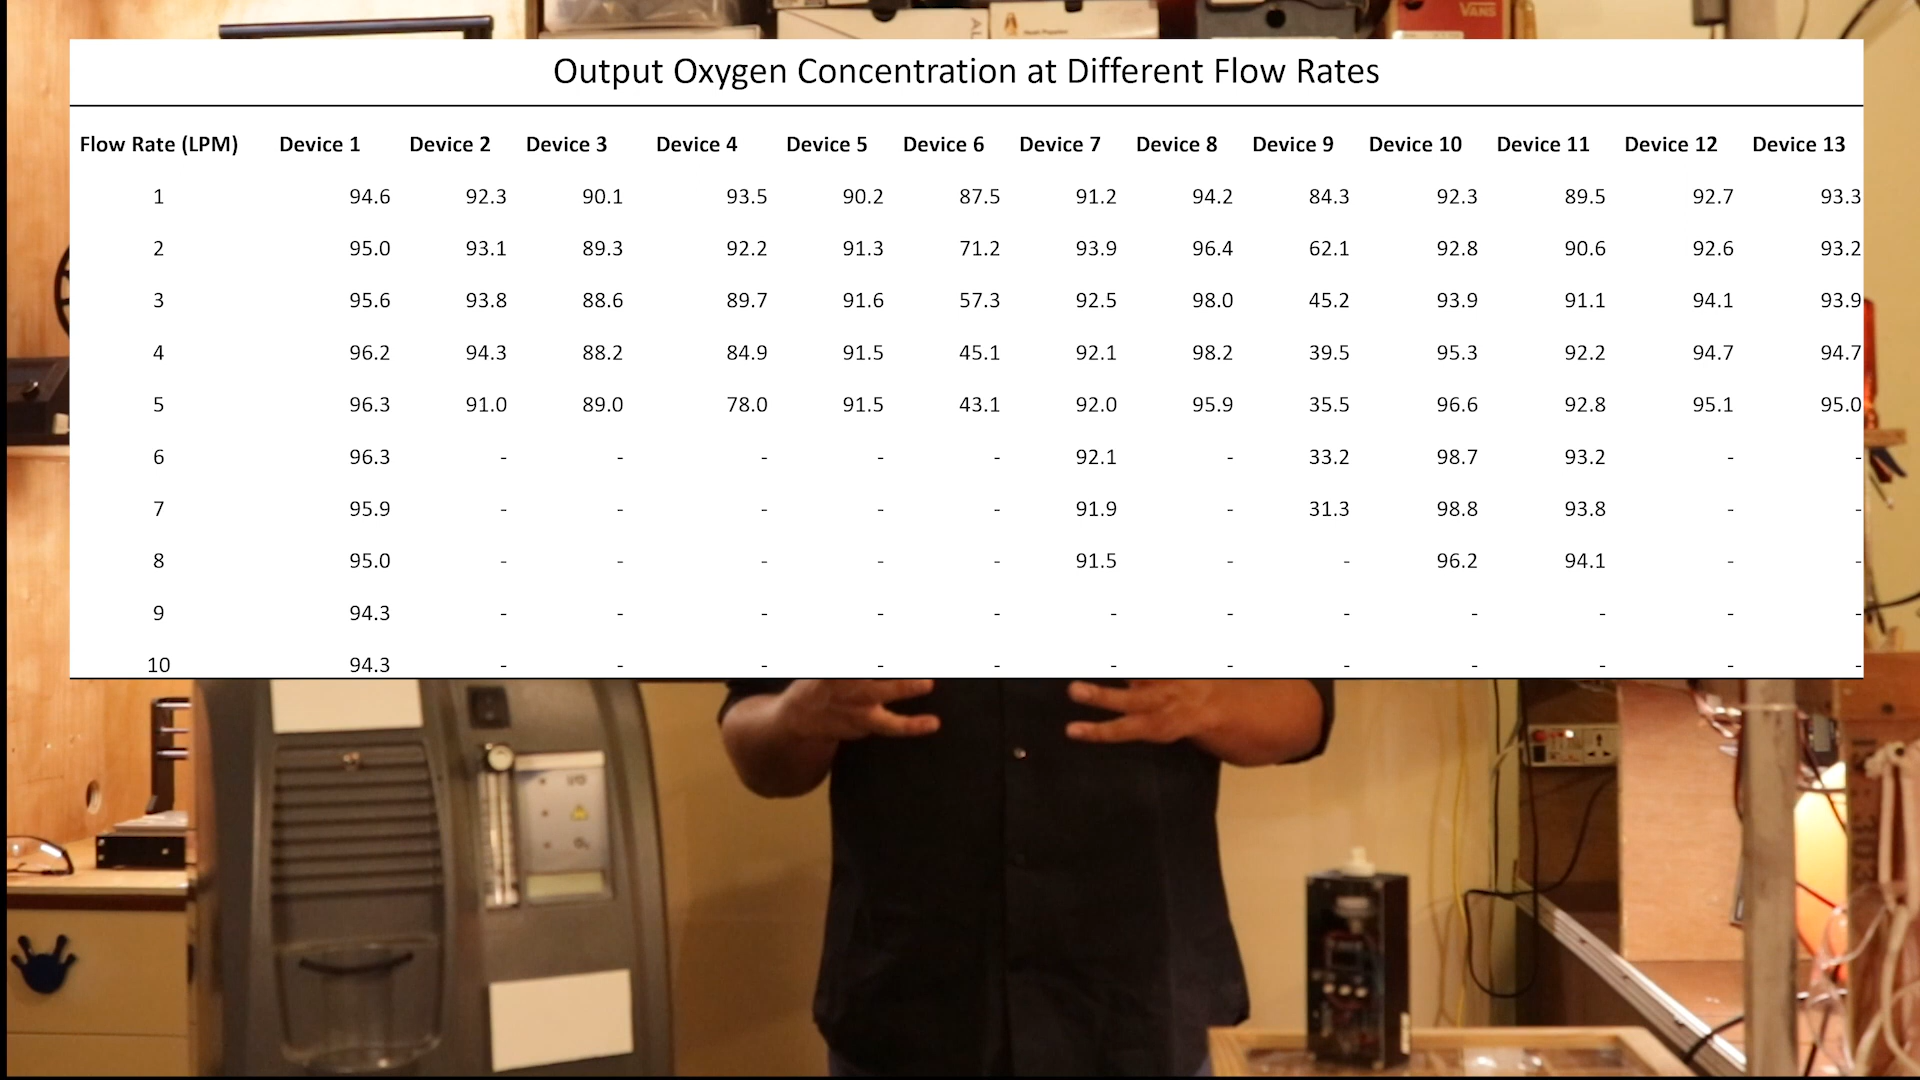 VANS
Output Oxygen Concentration at Different Flow Rates
Flow Rate (LPM) Device 1 Device 2 Device 3 Device 4 Device 5 Device 6 Device 7 Device 8 Device 9 Device 10 Device 11 Device 12 Device 13
1 94.6 92.3 90.1 93.5 90.2 87.5 91.2 94.2 84.3 92.3 89.5 92.7 93.3
2 95.0 93.1 89.3 92.2 91.3 71.2 93.9 96.4 62.1 92.8 90.6 92.6 93.2
3 95.6 93.8 88.6 89.7 91.6 57.3 92.5 98.0 45.2 93.9 91.1 94.1 93.9
4 96.2 94.3 88.2 84.9 91.5 45.1 92.1 98.2 39.5 95.3 92.2 94.7 94.7
5 96.3 91.0 89.0 78.0 91.5 43.1 92.0 95.9 35.5 96.6 92.8 95.1 95.0
6 96.3 - - - - - 92.1 - 33.2 98.7 93.2 - -
7 95.9 - - - - - 91.9 - 31.3 98.8 93.8 - -
8 95.0 - - - - - 91.5 - - 96.2 94.1 - -
9 94.3 - - - - - - - - - - - -
10 94.3 - - - - - - - - - - - -
I/O